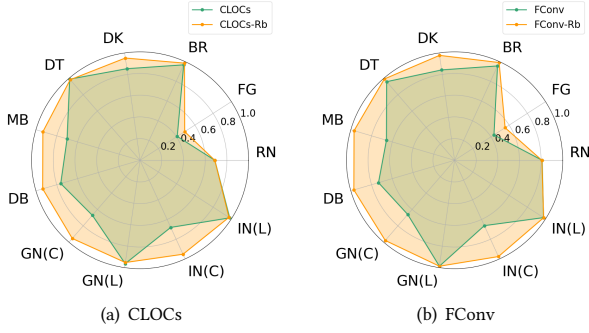 CLOCs
CLOCs-Rb
DK
BR
DT
FG
MB
1.0
0.8
0.6
0.4
0.2
RN
DB
IN(L)
GN(C)
GN(L)
IN(C)
(a) CLOCs
FConv
FConv-Rb
DK
BR
DT
FG
MB
1.0
0.8
0.6
0.4
0.2
RN
DB
IN(L)
GN(C)
GN(L)
IN(C)
(b) FConv